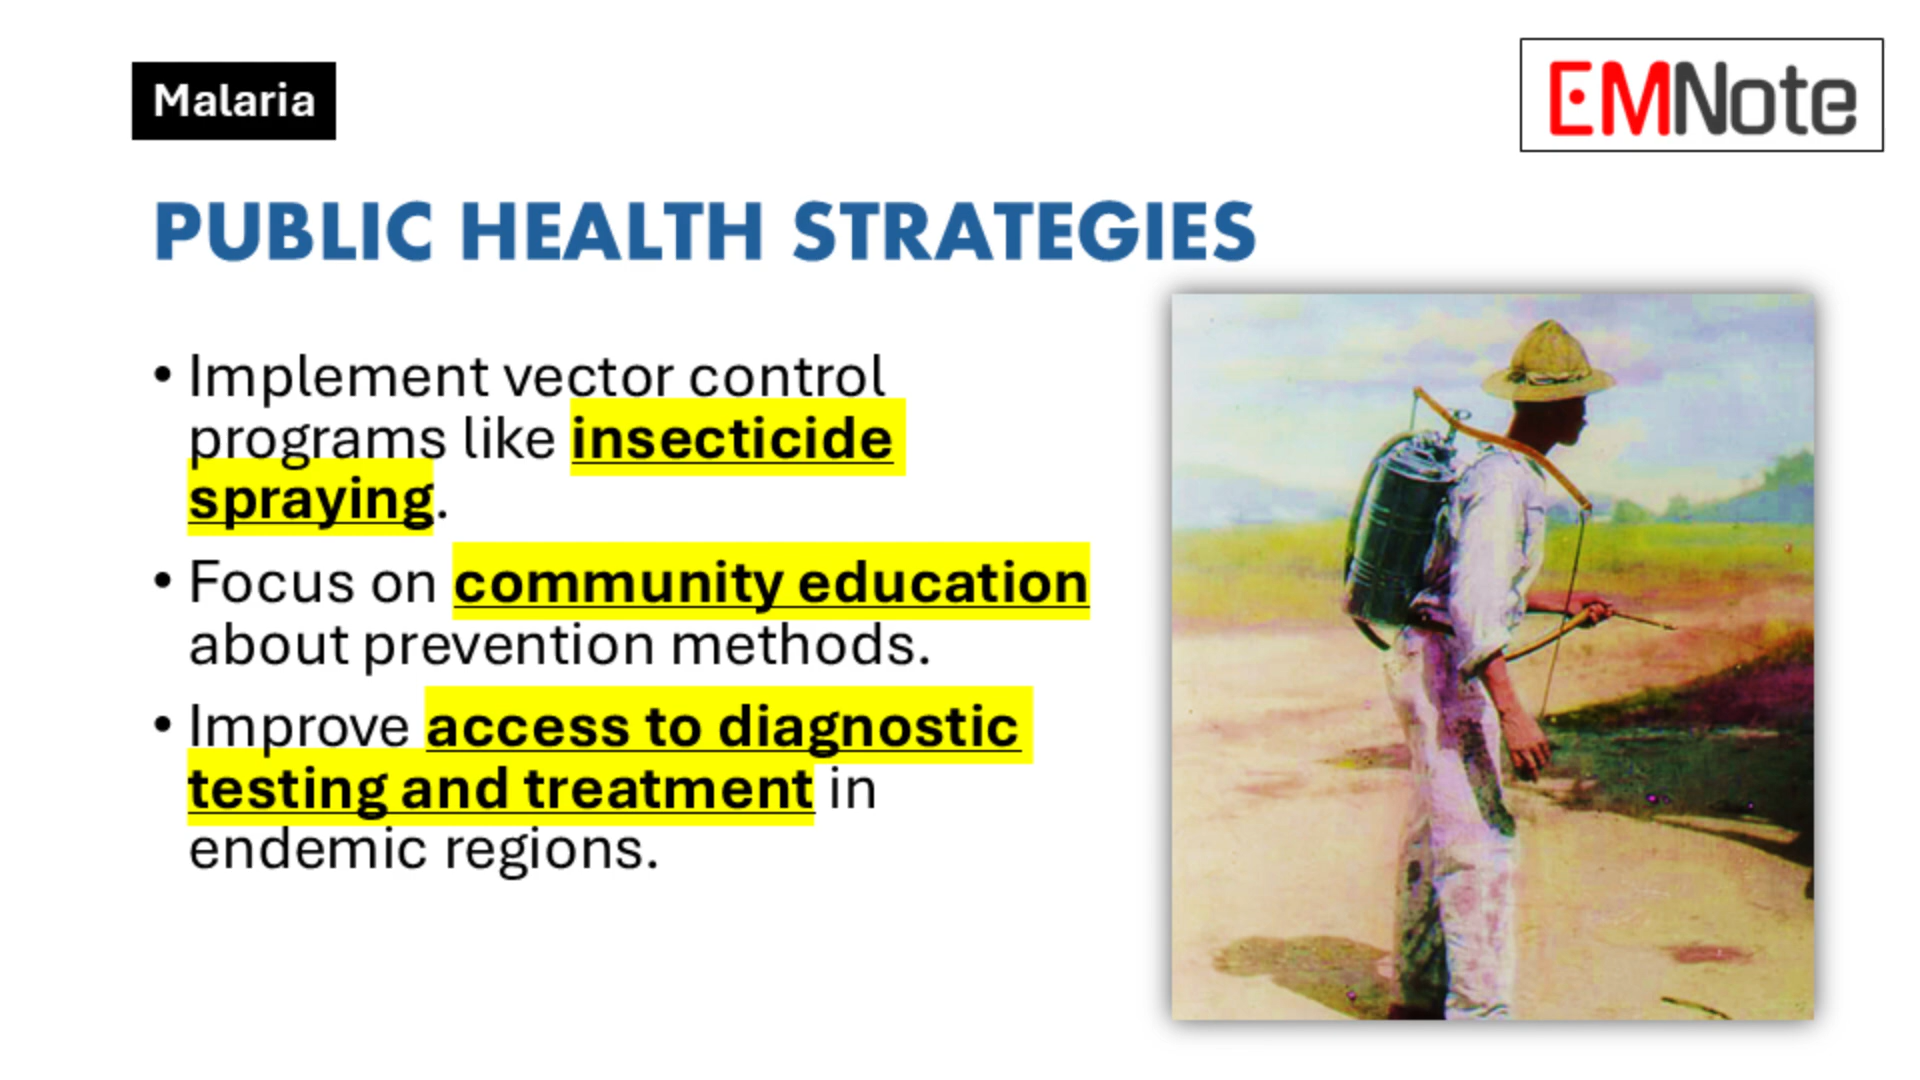 Malaria
EMNote
PUBLIC HEALTH STRATEGIES
• Implement vector control
programs like insecticide
spraying.
• Focus on community education
about prevention methods.
• Improve access to diagnostic
testing and treatment in
endemic regions.